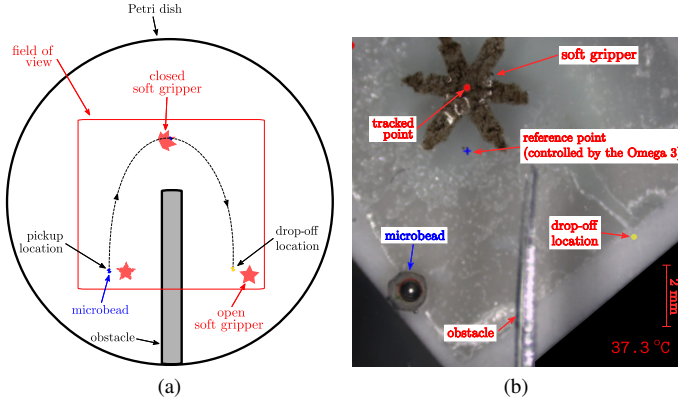 Petri dish
field of
view
closed
soft gripper
pickup
location
drop-off
location
microbead
open
soft gripper
obstacle
(a)
soft gripper
tracked
point
reference point
(controlled by the Omega 3)
microbead
drop-off
location
obstacle
2 mm
37.3 °C
(b)